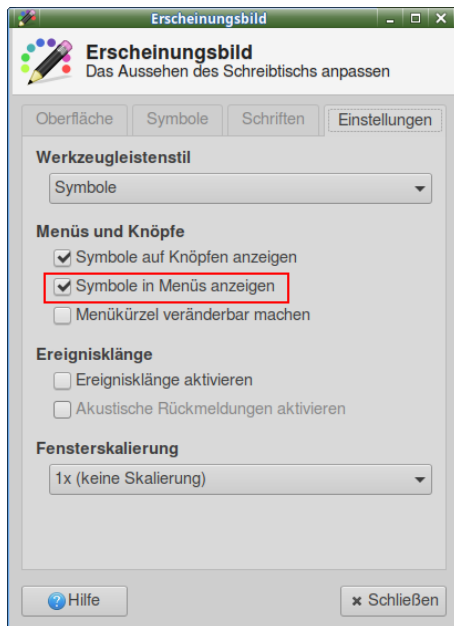 Erscheinungsbild
Erscheinungsbild
Das Aussehen des Schreibtischs anpassen
Oberfläche Symbole Schriften Einstellungen
Werkzeugleistenstil
Symbole
Menüs und Knöpfe
Symbole auf Knöpfen anzeigen
Symbole in Menüs anzeigen
Menükürzel veränderbar machen
Ereignisklänge
Ereignisklänge aktivieren
Akustische Rückmeldungen aktivieren
Fensterskalierung
1x (keine Skalierung)
Hilfe Schließen